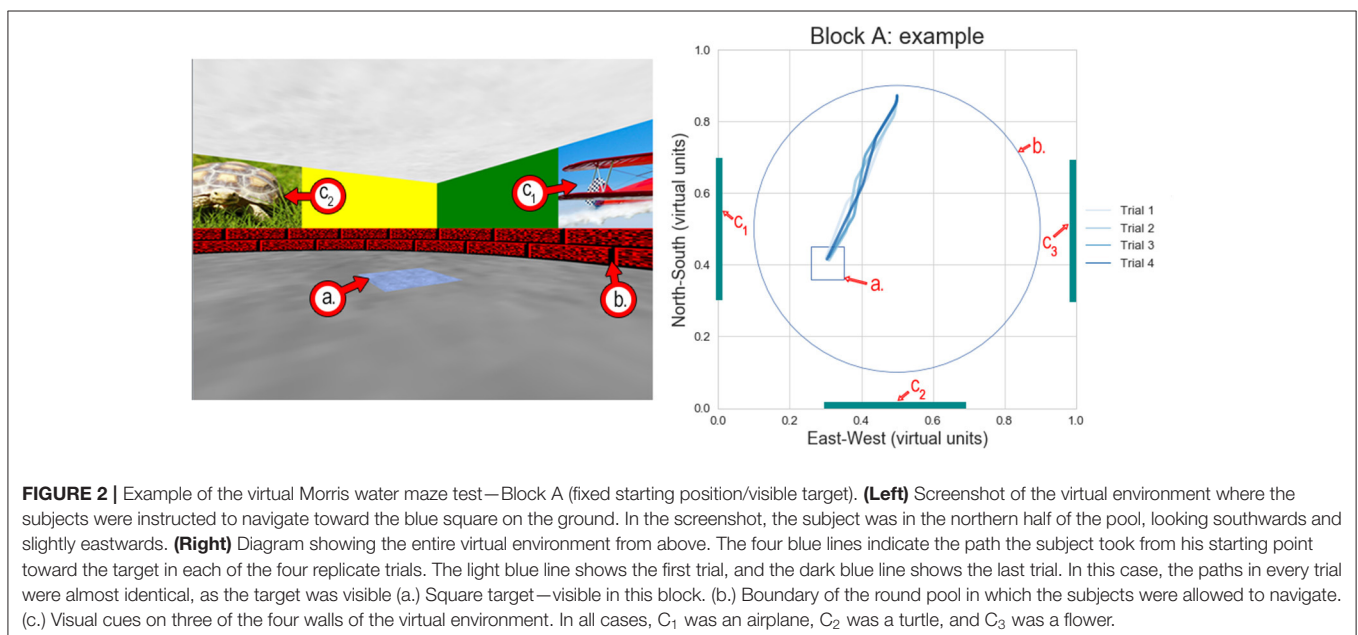 C2
C1
a.
b.
Block A: example
1.0
0.8
0.6
0.4
0.2
0.0
North-South (virtual units)
0.0 0.2 0.4 0.6 0.8 1.0
East-West (virtual units)
C1
C2
C3
a.
b.
Trial 1
Trial 2
Trial 3
Trial 4
FIGURE 2 | Example of the virtual Morris water maze test—Block A (fixed starting position/visible target). (Left) Screenshot of the virtual environment where the
subjects were instructed to navigate toward the blue square on the ground. In the screenshot, the subject was in the northern half of the pool, looking southwards and
slightly eastwards. (Right) Diagram showing the entire virtual environment from above. The four blue lines indicate the path the subject took from his starting point
toward the target in each of the four replicate trials. The light blue line shows the first trial, and the dark blue line shows the last trial. In this case, the paths in every trial
were almost identical, as the target was visible (a.) Square target—visible in this block. (b.) Boundary of the round pool in which the subjects were allowed to navigate.
(c.) Visual cues on three of the four walls of the virtual environment. In all cases, C1 was an airplane, C2 was a turtle, and C3 was a flower.